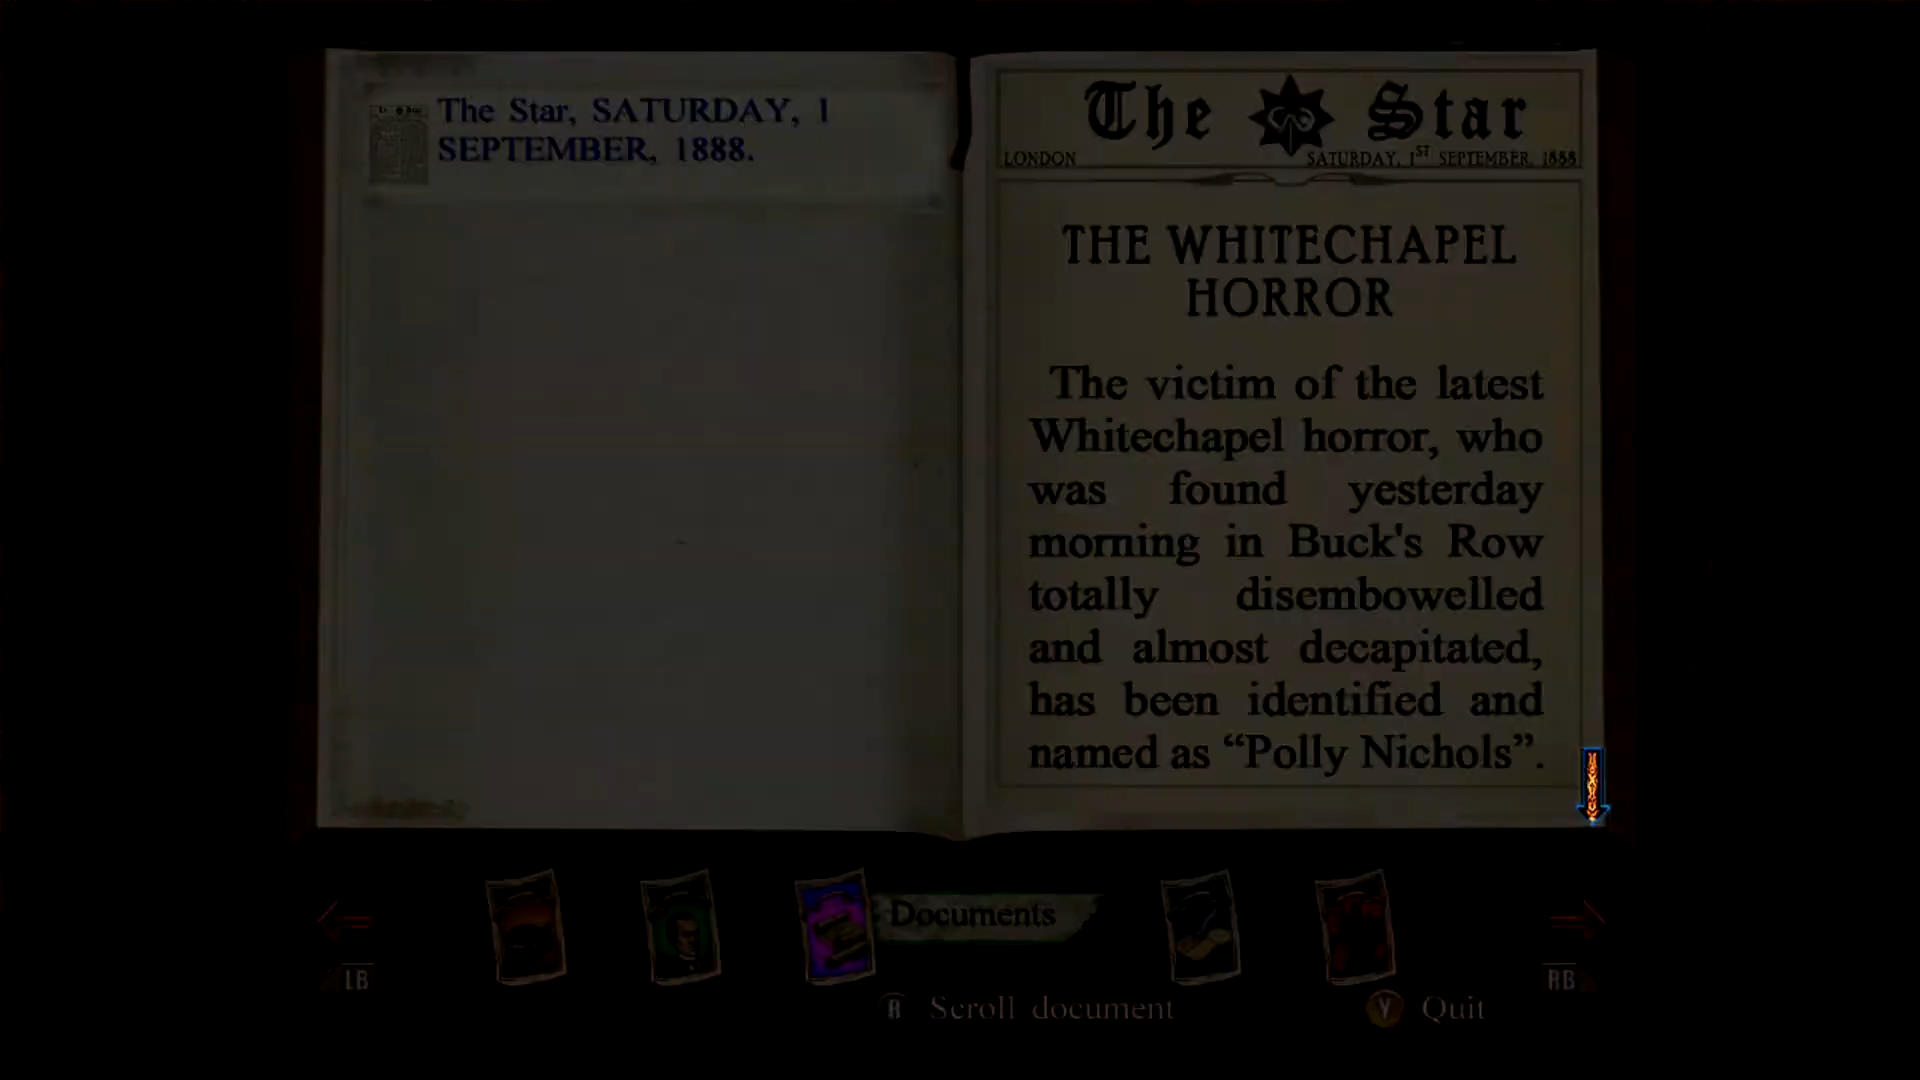 The Star, SATURDAY, 1
SEPTEMBER, 1888.
The Star
LONDON
SATURDAY, 1ST SEPTEMBER, 1888
THE WHITECHAPEL
HORROR
The victim of the latest
Whitechapel horror, who
was found yesterday
morning in Buck's Row
totally disembowelled
and almost decapitated,
has been identified and
named as “Polly Nichols”.
Documents
LB
RB
R Scroll document
Y Quit